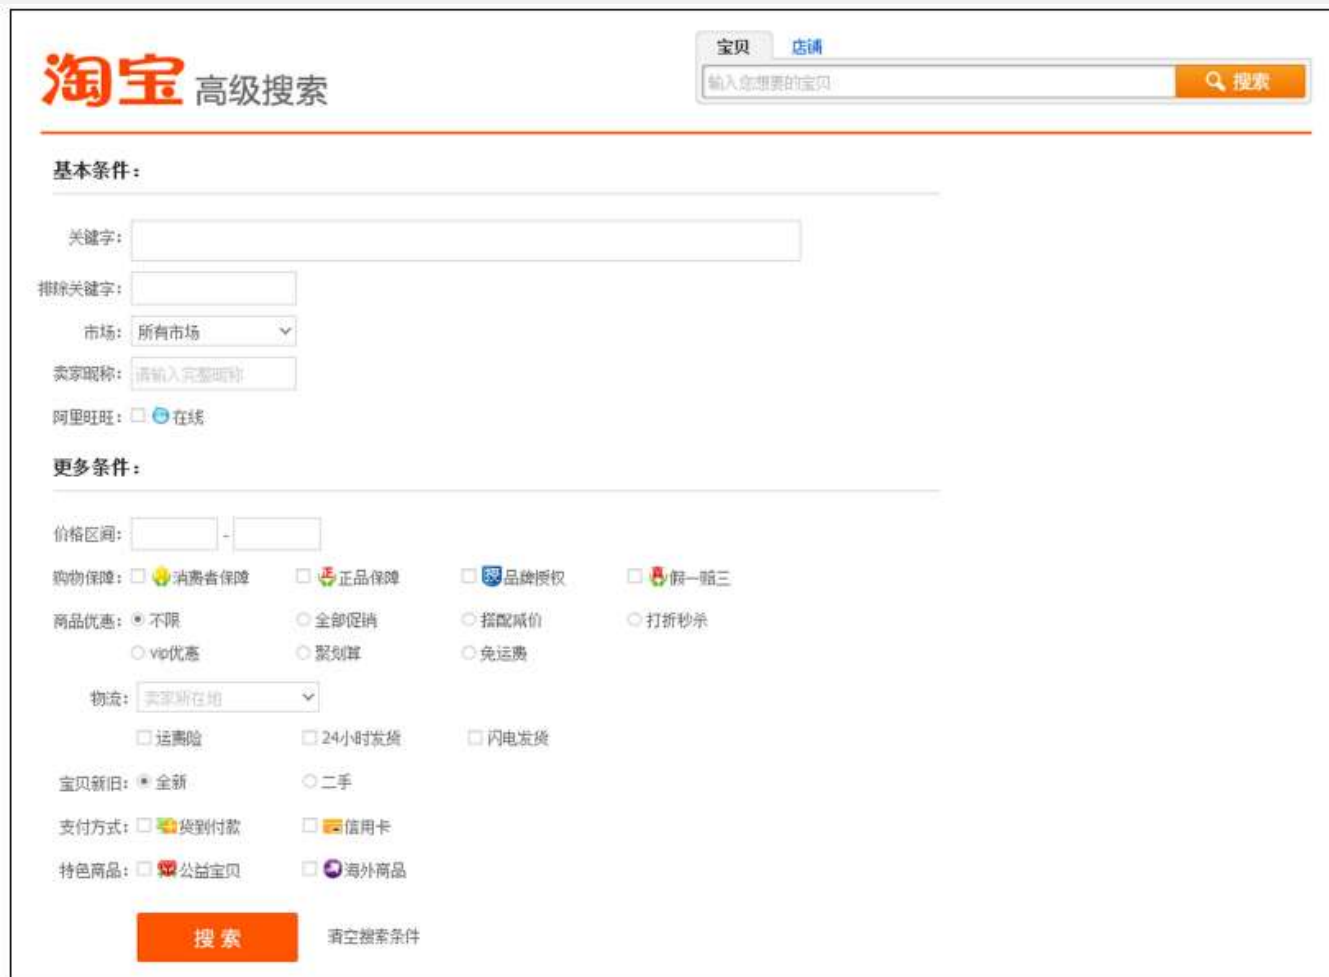 宝贝 店铺
淘宝 高级搜索
输入您想要的宝贝 搜索
基本条件：
关键字：
排除关键字：
市场： 所有市场
卖家昵称： 请输入完整昵称
阿里旺旺： 在线
更多条件：
价格区间： -
购物保障： 消费者保障 正品保障 品牌授权 假一赔三
商品优惠： 不限 全部促销 搭配减价 打折秒杀
vip优惠 聚划算 免运费
物流： 卖家所在地
运费险 24小时发货 闪电发货
宝贝新旧： 全新 二手
支付方式： 货到付款 信用卡
特色商品： 公益宝贝 海外商品
搜索 清空搜索条件